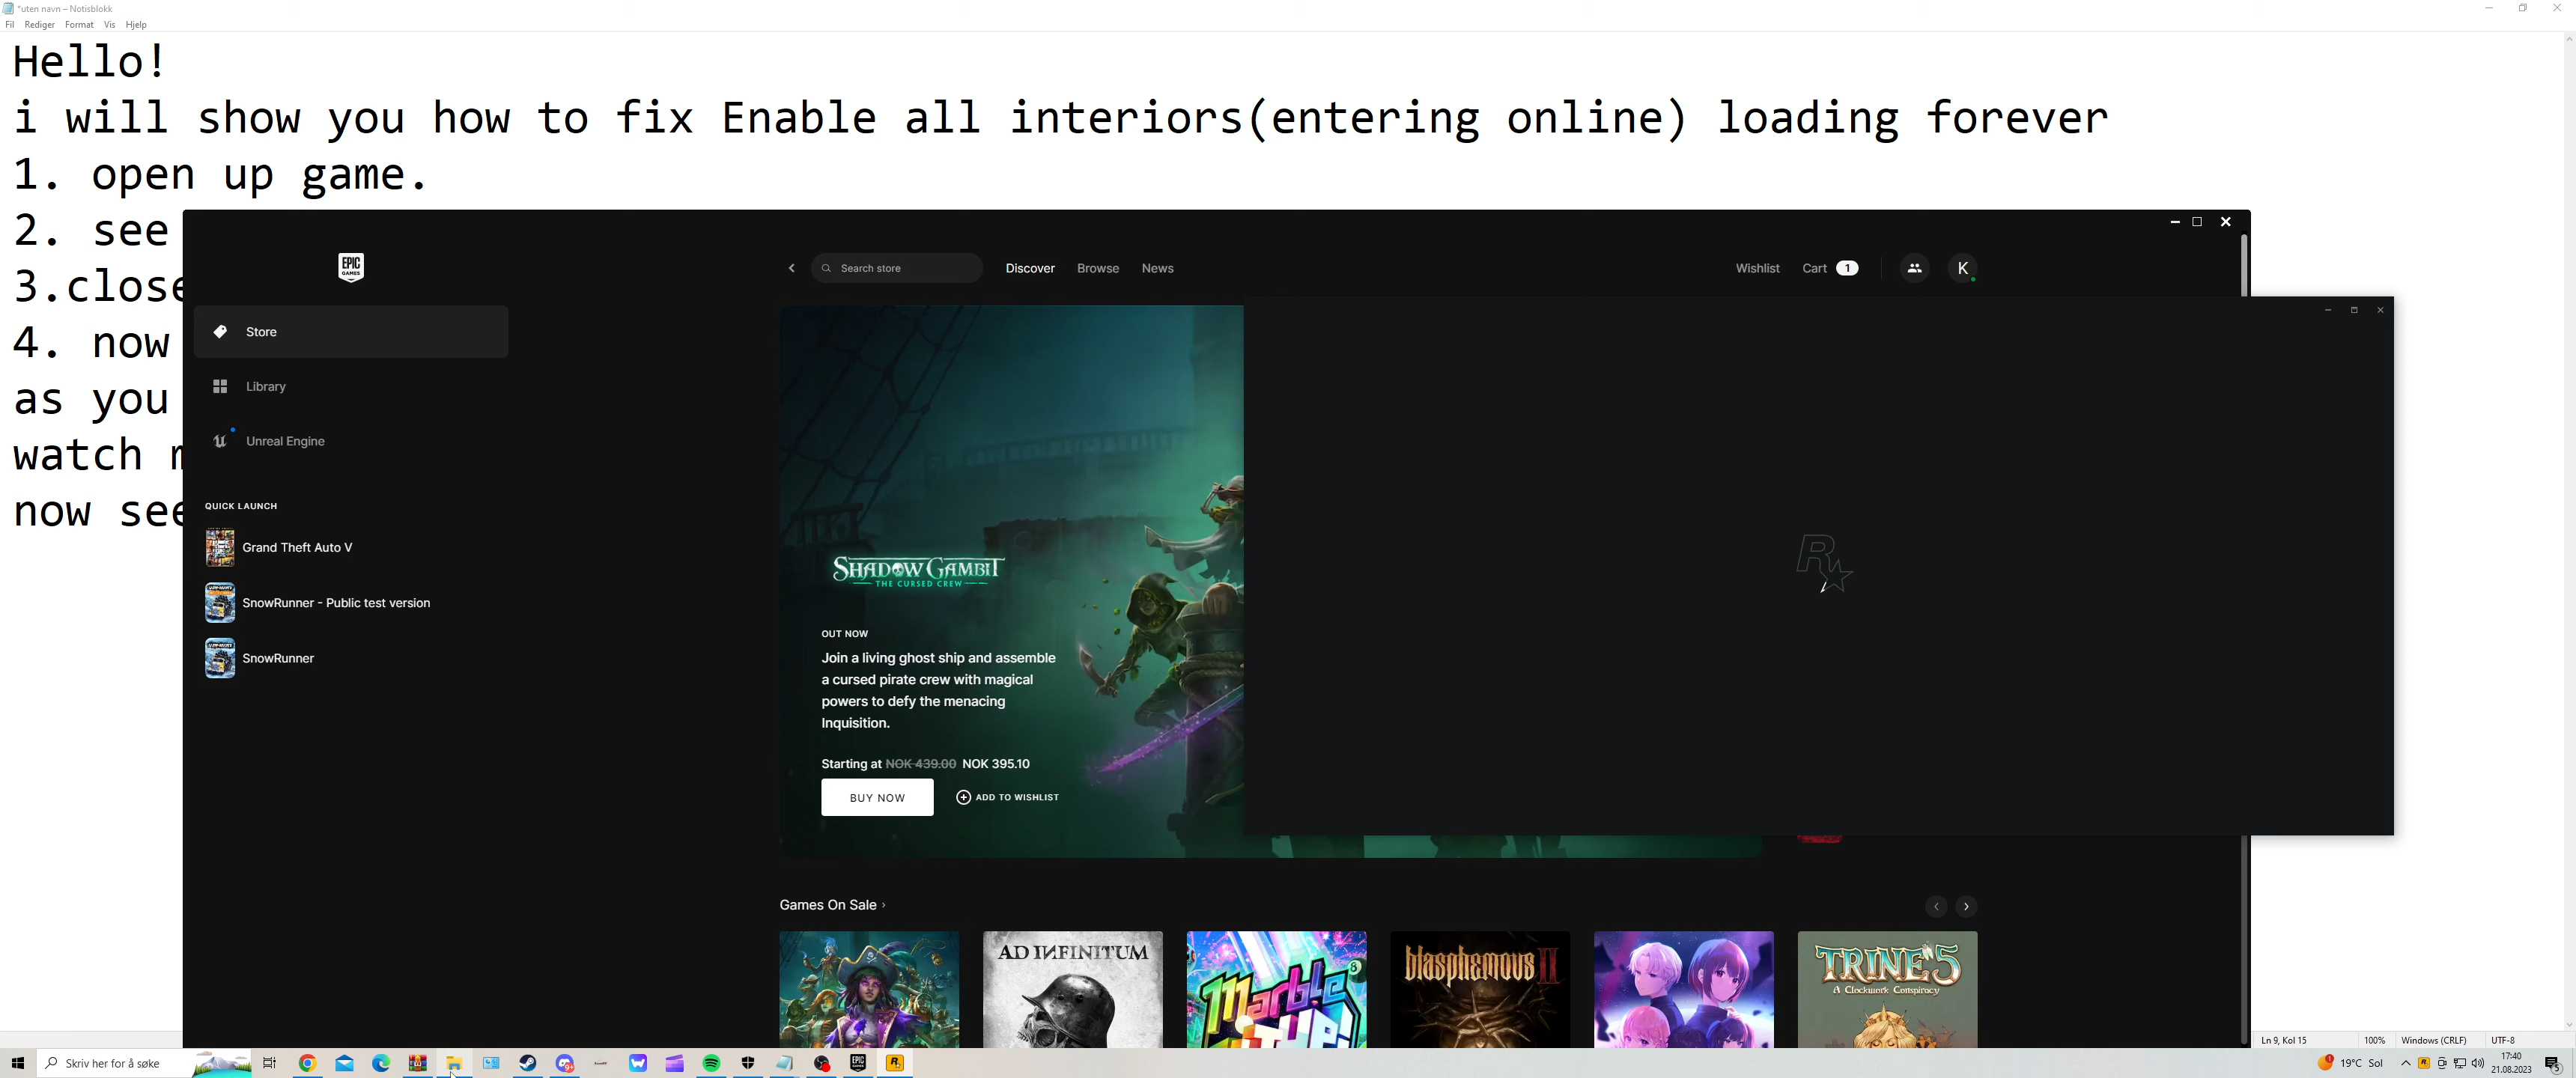 *uten navn – Notisblokk
Fil Rediger Format Vis Hjelp
Hello!
i will show you how to fix Enable all interiors(entering online) loading forever
1. open up game.
2. see
3.close
4. now
as you
watch m
now see
EPIC GAMES
Search store
Discover
Browse
News
Wishlist
Cart 1
K
Store
Library
Unreal Engine
QUICK LAUNCH
Grand Theft Auto V
SnowRunner - Public test version
SnowRunner
SHADOW GAMBIT
THE CURSED CREW
OUT NOW
Join a living ghost ship and assemble
a cursed pirate crew with magical
powers to defy the menacing
Inquisition.
Starting at NOK 439.00 NOK 395.10
BUY NOW
ADD TO WISHLIST
Games On Sale
AD INFINITUM
Marble
blasphemous II
TRINE 5
A Clockwork Conspiracy
Ln 9, Kol 15
100%
Windows (CRLF)
UTF-8
Skriv her for å søke
9+
19°C Sol
17:40
21.08.2023
5